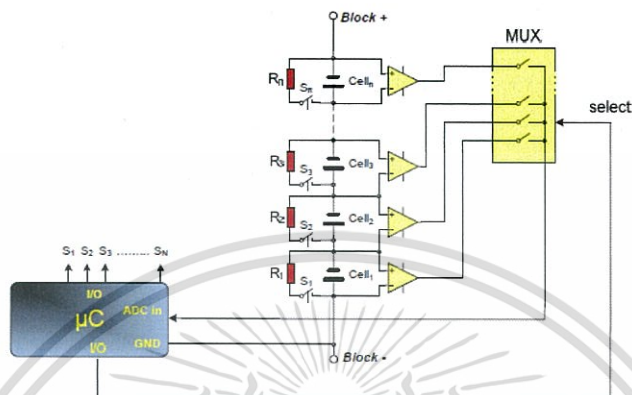 Block +
MUX
Rn
Sn
Celln
select
R3
S3
Cell3
R2
S2
Cell2
R1
S1
Cell1
S1 S2 S3 .......... SN
I/O
µC
ADC in
GND
I/O
Block -